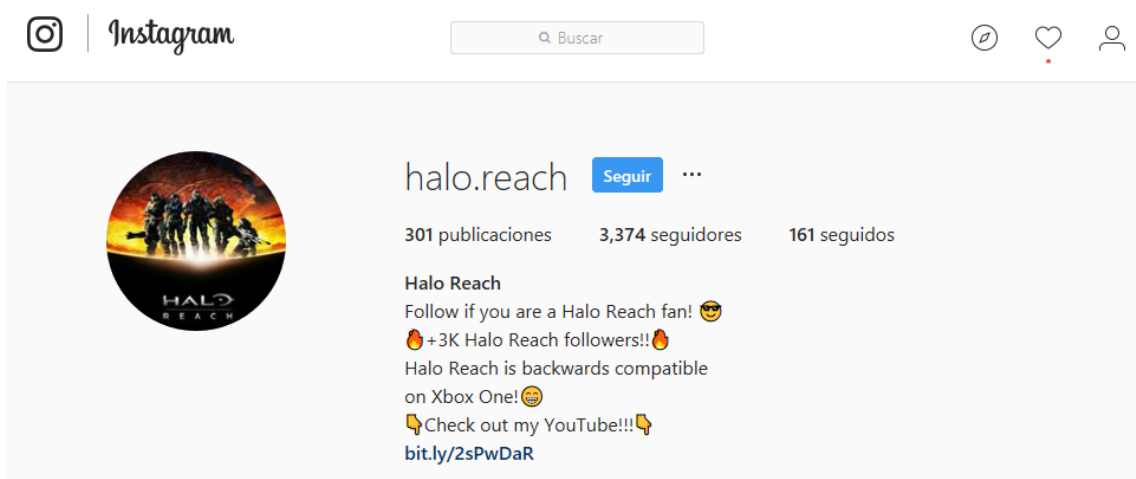 Instagram
Buscar
halo.reach Seguir ...
301 publicaciones 3,374 seguidores 161 seguidos
Halo Reach
Follow if you are a Halo Reach fan! 😎
🔥+3K Halo Reach followers!!🔥
Halo Reach is backwards compatible
on Xbox One!😁
👇Check out my YouTube!!!👇
bit.ly/2sPwDaR
HALO
REACH